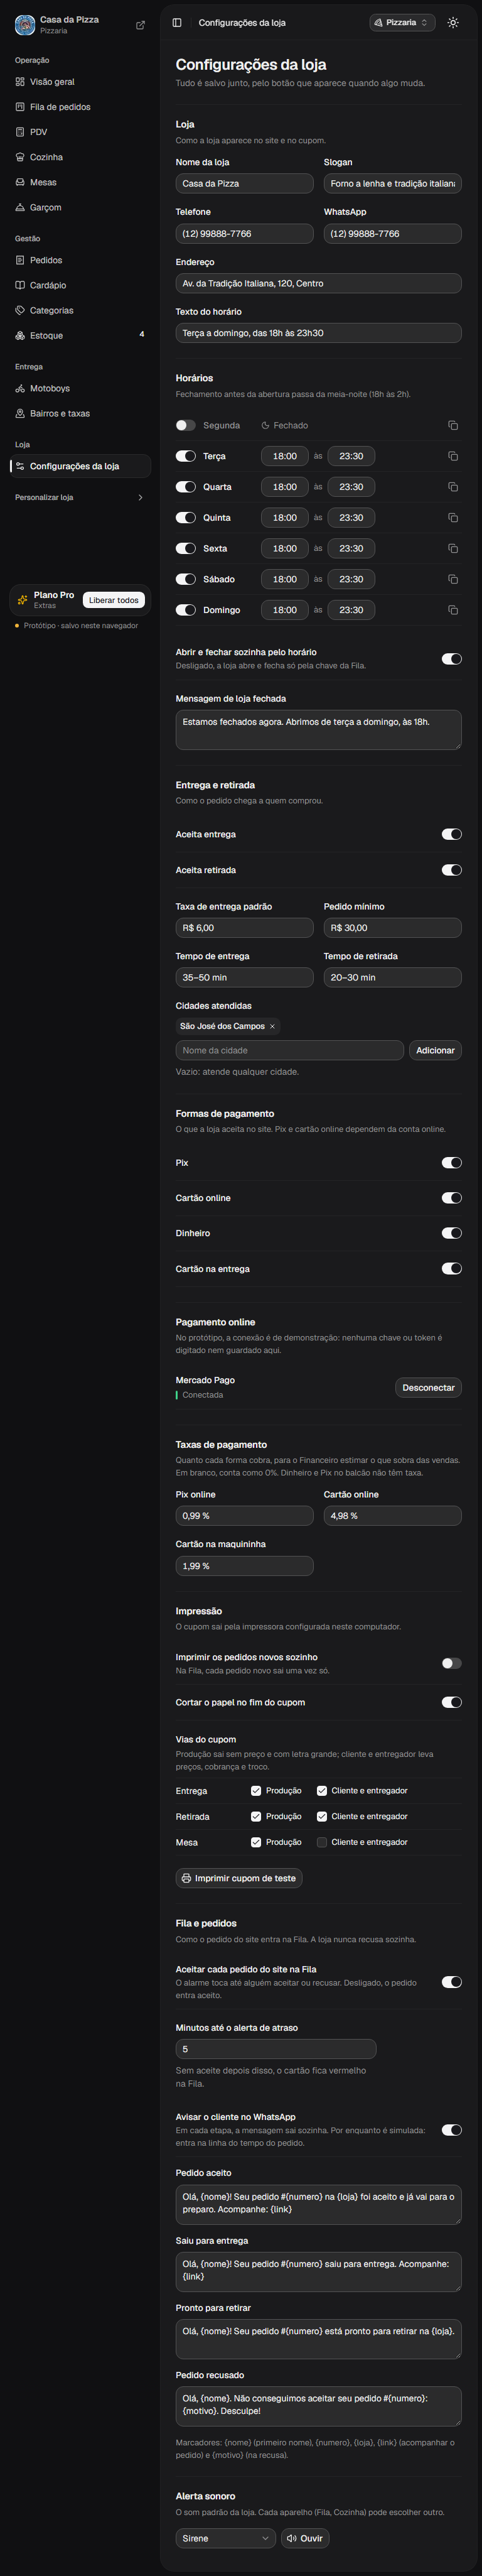 Casa da Pizza
Pizzaria
Operação
Visão geral
Fila de pedidos
PDV
Cozinha
Mesas
Garçom
Gestão
Pedidos
Cardápio
Categorias
Estoque 4
Entrega
Motoboys
Bairros e taxas
Loja
Configurações da loja
Personalizar loja
Plano Pro
Extras
Liberar todos
Protótipo · salvo neste navegador
Configurações da loja
Pizzaria
Configurações da loja
Tudo é salvo junto, pelo botão que aparece quando algo muda.
Loja
Como a loja aparece no site e no cupom.
Nome da loja Slogan
Casa da Pizza Forno a lenha e tradição italian
Telefone WhatsApp
(12) 99888-7766 (12) 99888-7766
Endereço
Av. da Tradição Italiana, 120, Centro
Texto do horário
Terça a domingo, das 18h às 23h30
Horários
Fechamento antes da abertura passa da meia-noite (18h às 2h).
Segunda Fechado
Terça 18:00 às 23:30
Quarta 18:00 às 23:30
Quinta 18:00 às 23:30
Sexta 18:00 às 23:30
Sábado 18:00 às 23:30
Domingo 18:00 às 23:30
Abrir e fechar sozinha pelo horário
Desligado, a loja abre e fecha só pela chave da Fila.
Mensagem de loja fechada
Estamos fechados agora. Abrimos de terça a domingo, às 18h.
Entrega e retirada
Como o pedido chega a quem comprou.
Aceita entrega
Aceita retirada
Taxa de entrega padrão Pedido mínimo
R$ 6,00 R$ 30,00
Tempo de entrega Tempo de retirada
35–50 min 20–30 min
Cidades atendidas
São José dos Campos ×
Nome da cidade Adicionar
Vazio: atende qualquer cidade.
Formas de pagamento
O que a loja aceita no site. Pix e cartão online dependem da conta online.
Pix
Cartão online
Dinheiro
Cartão na entrega
Pagamento online
No protótipo, a conexão é de demonstração: nenhuma chave ou token é
digitado nem guardado aqui.
Mercado Pago
Conectada
Desconectar
Taxas de pagamento
Quanto cada forma cobra, para o Financeiro estimar o que sobra das vendas.
Em branco, conta como 0%. Dinheiro e Pix no balcão não têm taxa.
Pix online Cartão online
0,99 % 4,98 %
Cartão na maquininha
1,99 %
Impressão
O cupom sai pela impressora configurada neste computador.
Imprimir os pedidos novos sozinho
Na Fila, cada pedido novo sai uma vez só.
Cortar o papel no fim do cupom
Vias do cupom
Produção sai sem preço e com letra grande; cliente e entregador leva
preços, cobrança e troco.
Entrega Produção Cliente e entregador
Retirada Produção Cliente e entregador
Mesa Produção Cliente e entregador
Imprimir cupom de teste
Fila e pedidos
Como o pedido do site entra na Fila. A loja nunca recusa sozinha.
Aceitar cada pedido do site na Fila
O alarme toca até alguém aceitar ou recusar. Desligado, o pedido
entra aceito.
Minutos até o alerta de atraso
5
Sem aceite depois disso, o cartão fica vermelho
na Fila.
Avisar o cliente no WhatsApp
Em cada etapa, a mensagem sai sozinha. Por enquanto é simulada:
entra na linha do tempo do pedido.
Pedido aceito
Olá, {nome}! Seu pedido #{numero} na {loja} foi aceito e já vai para o
preparo. Acompanhe: {link}
Saiu para entrega
Olá, {nome}! Seu pedido #{numero} saiu para entrega. Acompanhe:
{link}
Pronto para retirar
Olá, {nome}! Seu pedido #{numero} está pronto para retirar na {loja}.
Pedido recusado
Olá, {nome}. Não conseguimos aceitar seu pedido #{numero}:
{motivo}. Desculpe!
Marcadores: {nome} (primeiro nome), {numero}, {loja}, {link} (acompanhar o
pedido) e {motivo} (na recusa).
Alerta sonoro
O som padrão da loja. Cada aparelho (Fila, Cozinha) pode escolher outro.
Sirene Ouvir